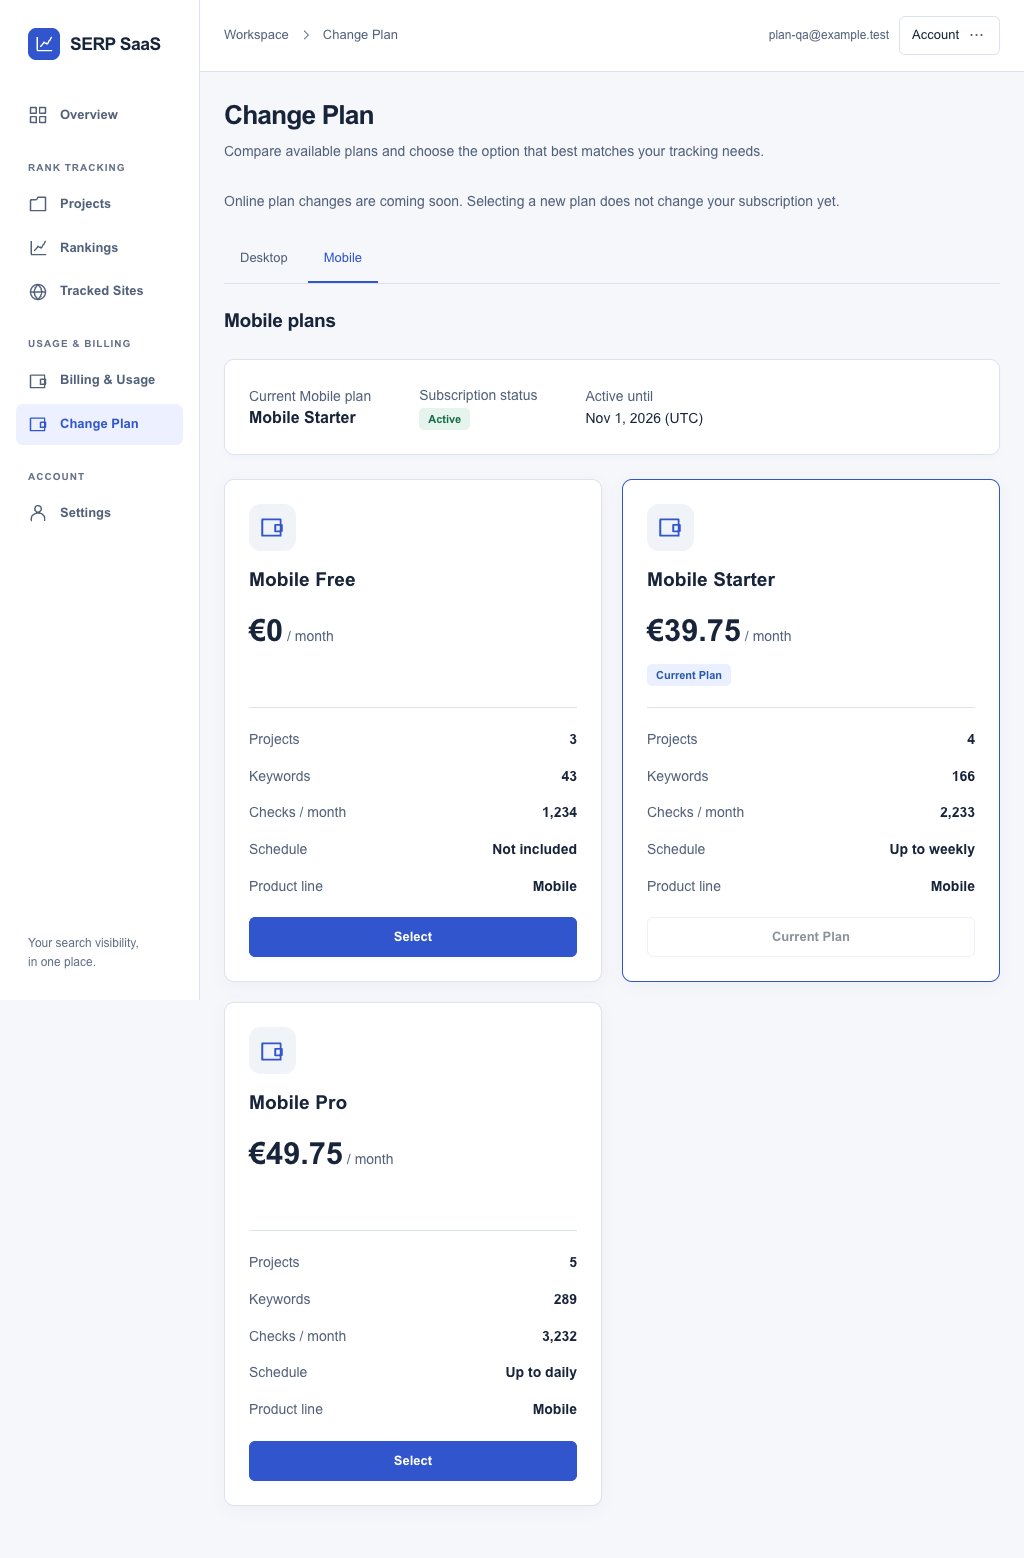 SERP SaaS
Overview
RANK TRACKING
Projects
Rankings
Tracked Sites
USAGE & BILLING
Billing & Usage
Change Plan
ACCOUNT
Settings
Your search visibility,
in one place.
Workspace > Change Plan
plan-qa@example.test
Account ···
Change Plan
Compare available plans and choose the option that best matches your tracking needs.
Online plan changes are coming soon. Selecting a new plan does not change your subscription yet.
Desktop Mobile
Mobile plans
Current Mobile plan
Mobile Starter
Subscription status
Active
Active until
Nov 1, 2026 (UTC)
Mobile Free
€0 / month
Projects 3
Keywords 43
Checks / month 1,234
Schedule Not included
Product line Mobile
Select
Mobile Starter
€39.75 / month
Current Plan
Projects 4
Keywords 166
Checks / month 2,233
Schedule Up to weekly
Product line Mobile
Current Plan
Mobile Pro
€49.75 / month
Projects 5
Keywords 289
Checks / month 3,232
Schedule Up to daily
Product line Mobile
Select